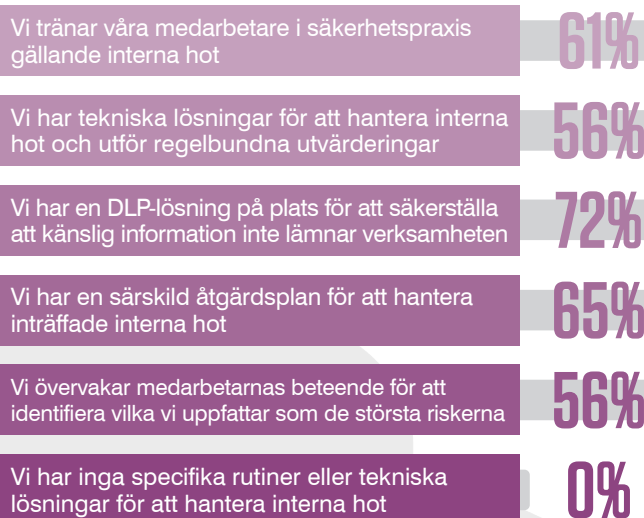 Vi tränar våra medarbetare i säkerhetspraxis
gällande interna hot
61%
Vi har tekniska lösningar för att hantera interna
hot och utför regelbundna utvärderingar
56%
Vi har en DLP-lösning på plats för att säkerställa
att känslig information inte lämnar verksamheten
72%
Vi har en särskild åtgärdsplan för att hantera
inträffade interna hot
65%
Vi övervakar medarbetarnas beteende för att
identifiera vilka vi uppfattar som de största riskerna
56%
Vi har inga specifika rutiner eller tekniska
lösningar för att hantera interna hot
0%